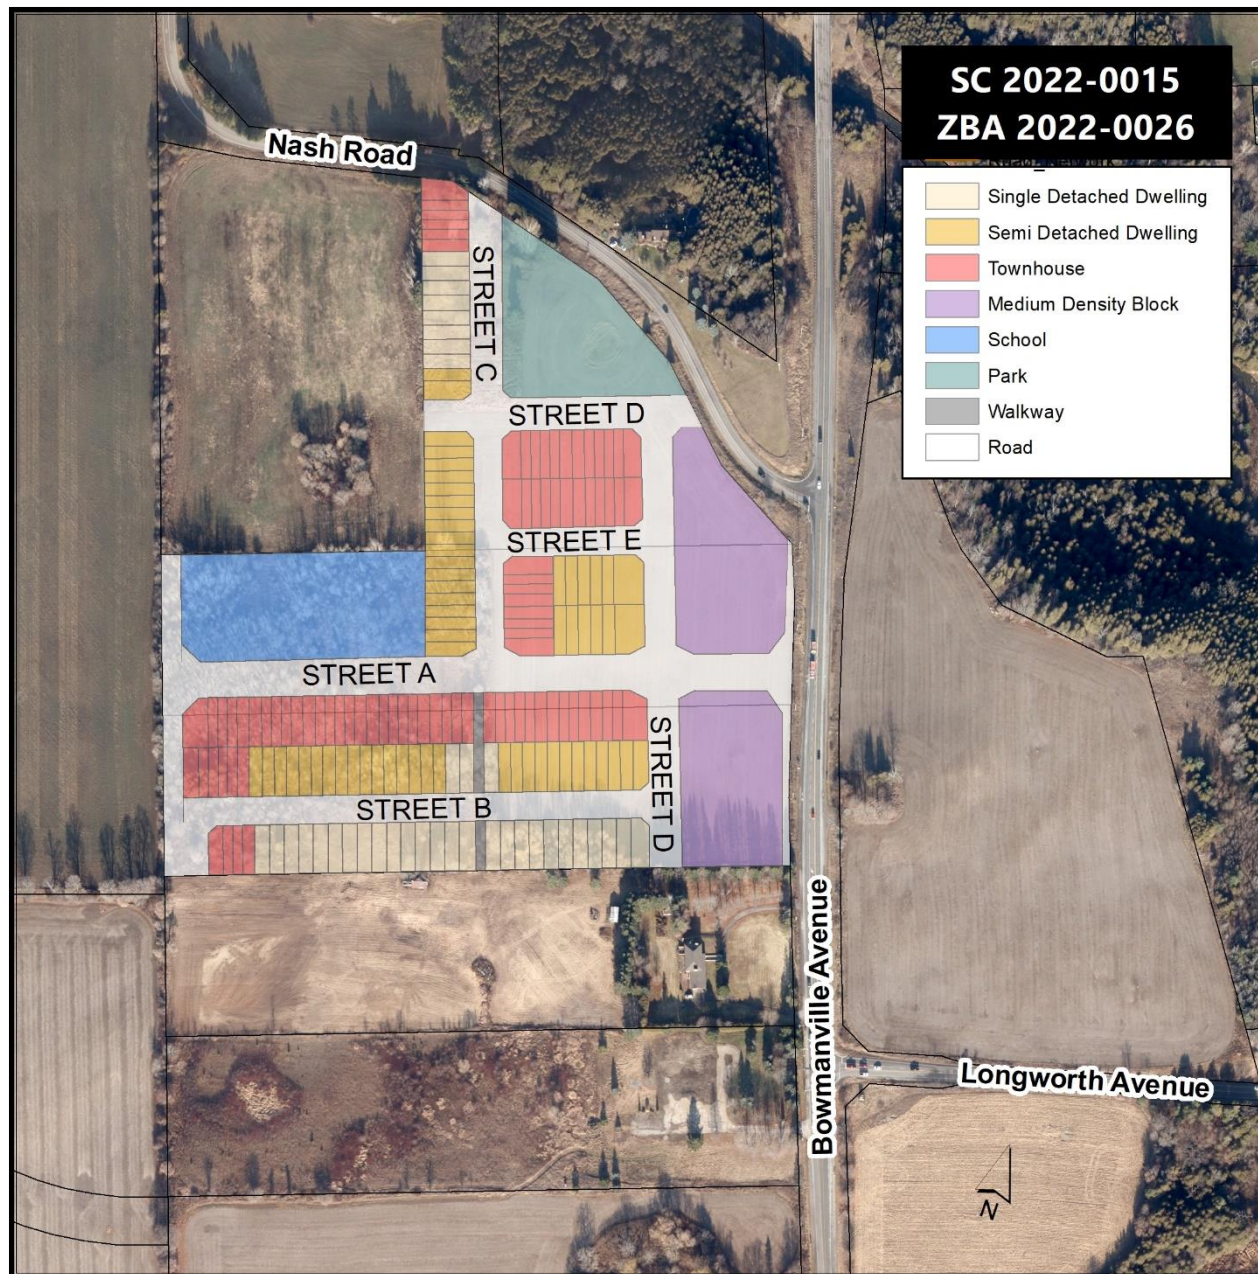 SC 2022-0015
ZBA 2022-0026
Single Detached Dwelling
Semi Detached Dwelling
Townhouse
Medium Density Block
School
Park
Walkway
Road
Nash Road
STREET C
STREET D
STREET E
STREET A
STREET D
STREET B
Bowmanville Avenue
Longworth Avenue
N